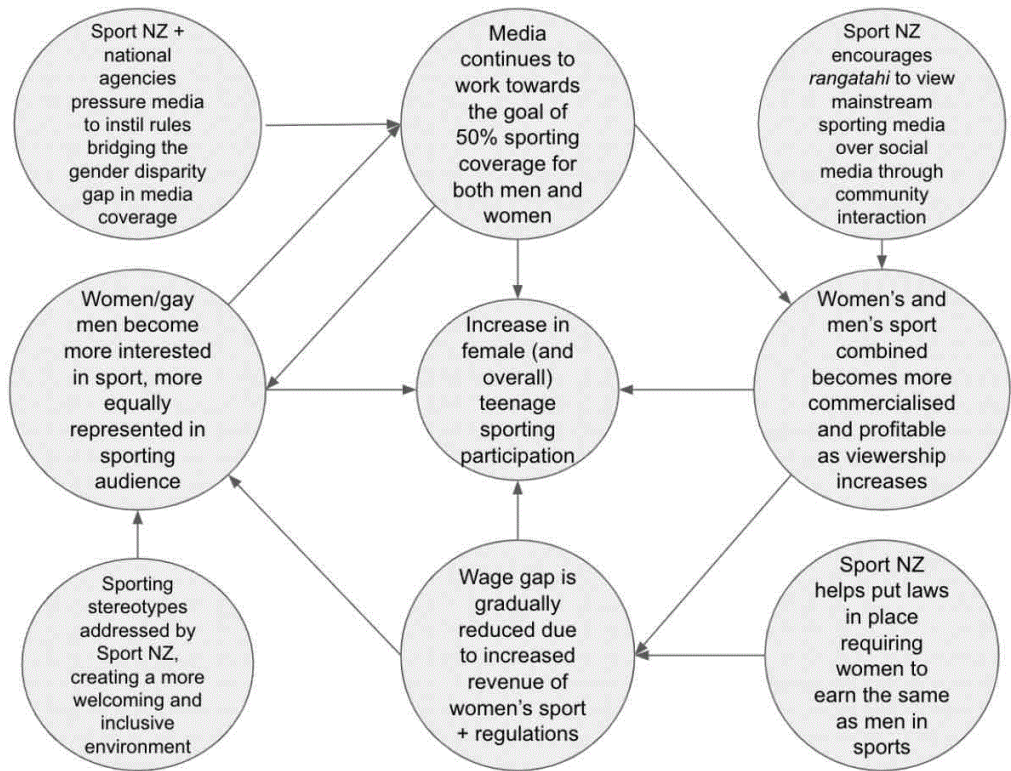 Sport NZ +
national
agencies
pressure media
to instil rules
bridging the
gender disparity
gap in media
coverage
Media
continues to
work towards
the goal of
50% sporting
coverage for
both men and
women
Sport NZ
encourages
rangatahi to view
mainstream
sporting media
over social
media through
community
interaction
Women/gay
men become
more interested
in sport, more
equally
represented in
sporting
audience
Increase in
female (and
overall)
teenage
sporting
participation
Women’s and
men’s sport
combined
becomes more
commercialised
and profitable
as viewership
increases
Sporting
stereotypes
addressed by
Sport NZ,
creating a more
welcoming and
inclusive
environment
Wage gap is
gradually
reduced due
to increased
revenue of
women’s sport
+ regulations
Sport NZ
helps put laws
in place
requiring
women to
earn the same
as men in
sports